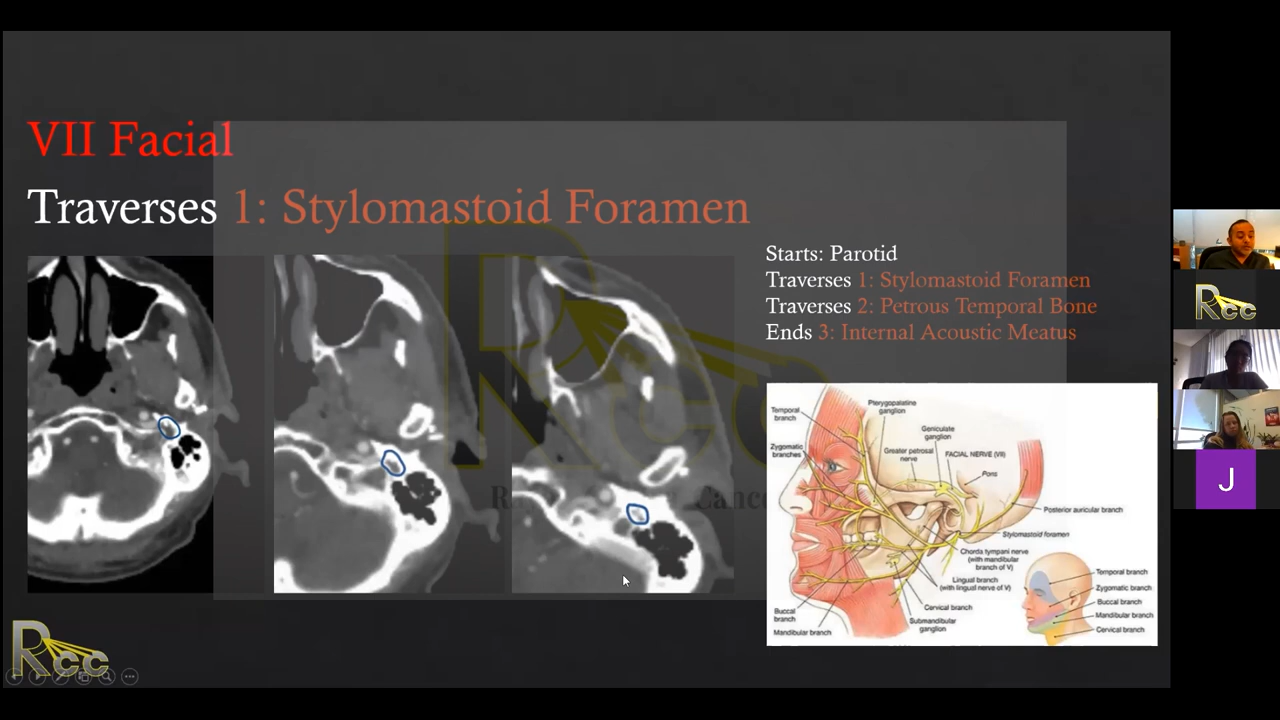 VII Facial
Traverses 1: Stylomastoid Foramen
Starts: Parotid
Traverses 1: Stylomastoid Foramen
Traverses 2: Petrous Temporal Bone
Ends 3: Internal Acoustic Meatus
Temporal
branch
Pterygopalatine
ganglion
Geniculate
ganglion
Zygomatic
branches
Greater petrosal
nerve
FACIAL NERVE (VII)
Pons
Posterior auricular branch
Stylomastoid foramen
Chorda tympani nerve
(with mandibular
branch of V)
Lingual branch
(with lingual nerve of V)
Cervical branch
Submandibular
ganglion
Buccal
branch
Mandibular branch
Temporal branch
Zygomatic branch
Buccal branch
Mandibular branch
Cervical branch
Rcc
Rcc
J